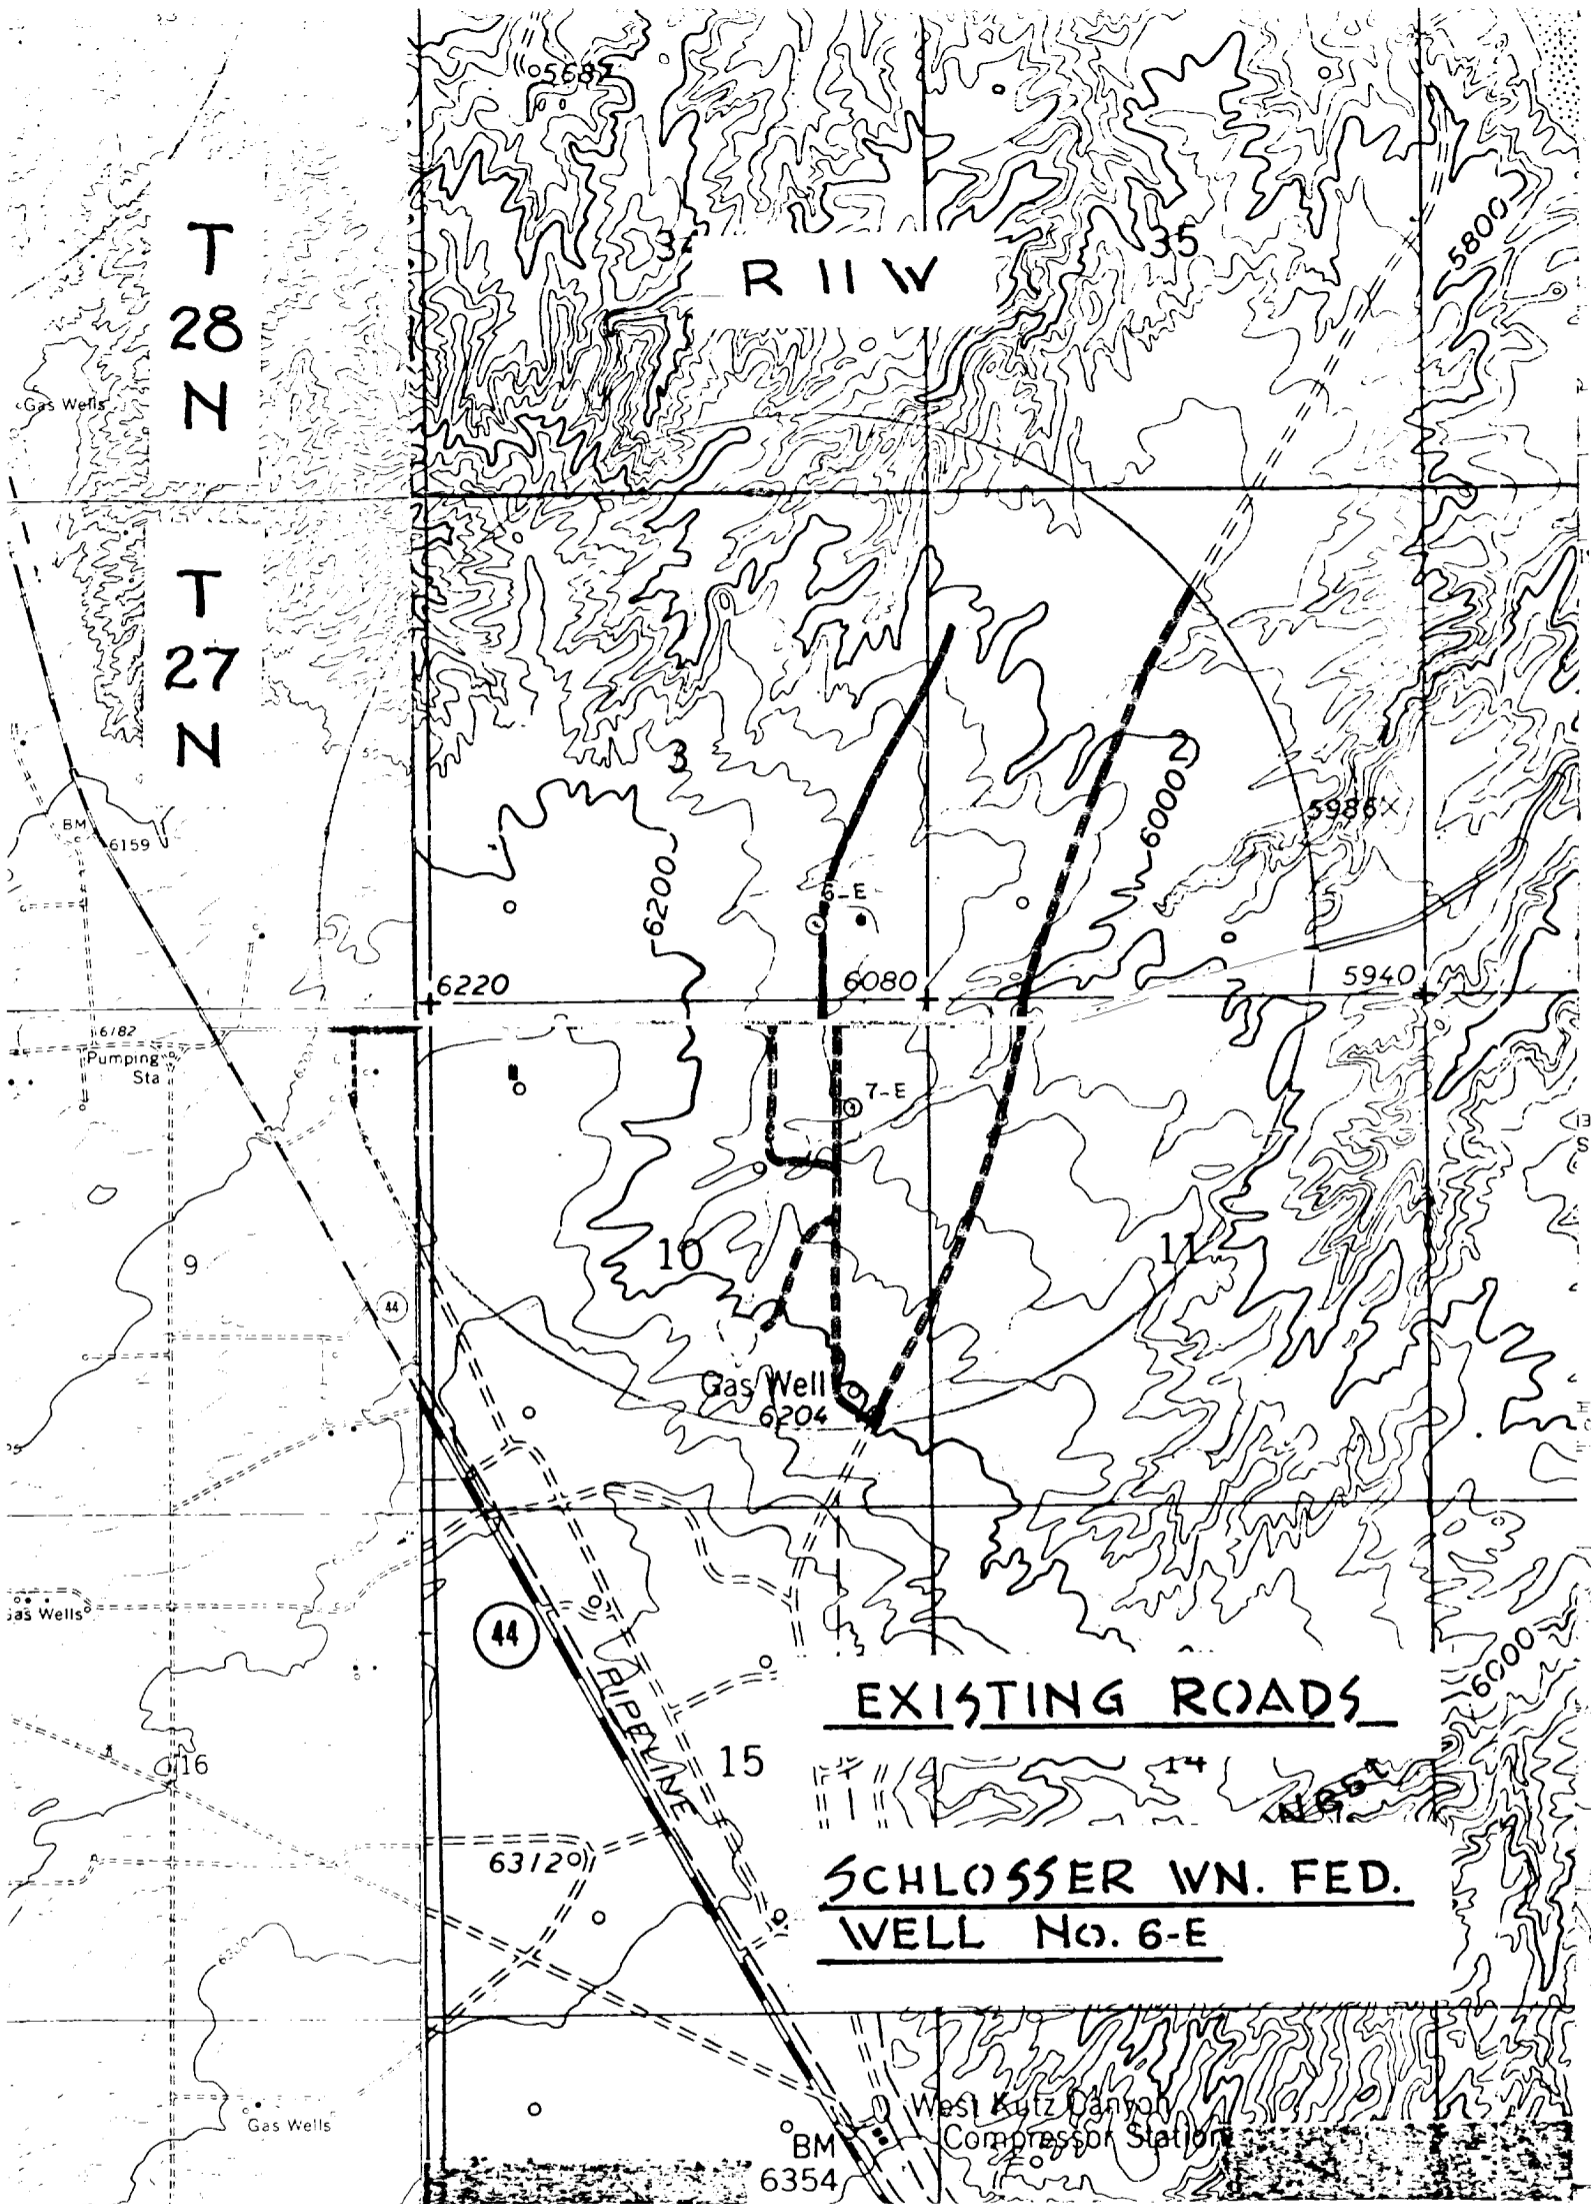 5687
T
28
N
34
R 11 W
35
5800
Gas Wells
T
27
N
3
6000
5986
BM
6159
6200
6-E
6220
6080
5940
6182
Pumping
Sta
7-E
9
10
11
44
Gas Well
6204
Gas Wells
44
PIPELINE
6000
EXISTING ROADS
16
15
14
6312
SCHLOSSER WN. FED.
WELL No. 6-E
Gas Wells
West Kutz Canyon
Compressor Station
BM
6354